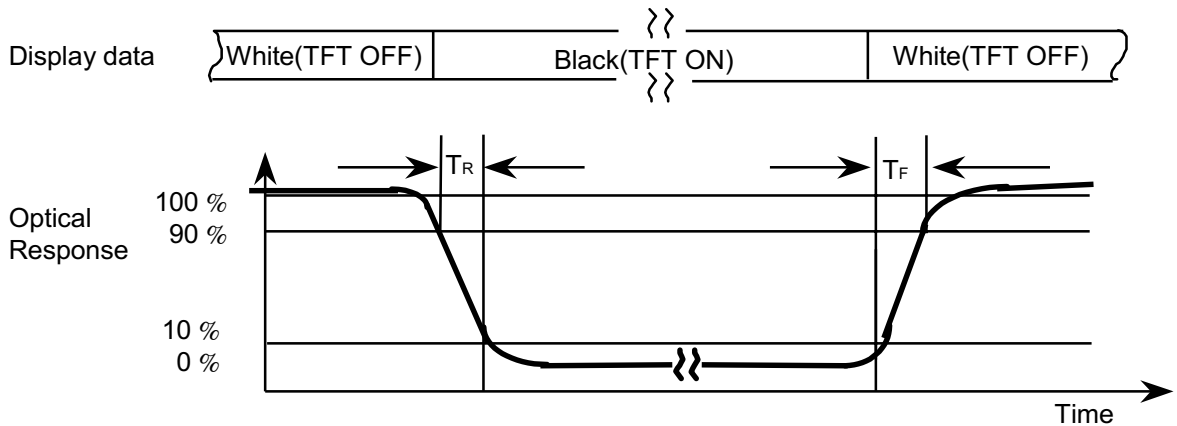 Display data
White(TFT OFF)
Black(TFT ON)
White(TFT OFF)
TR
TF
Optical
Response
100 %
90 %
10 %
0 %
Time